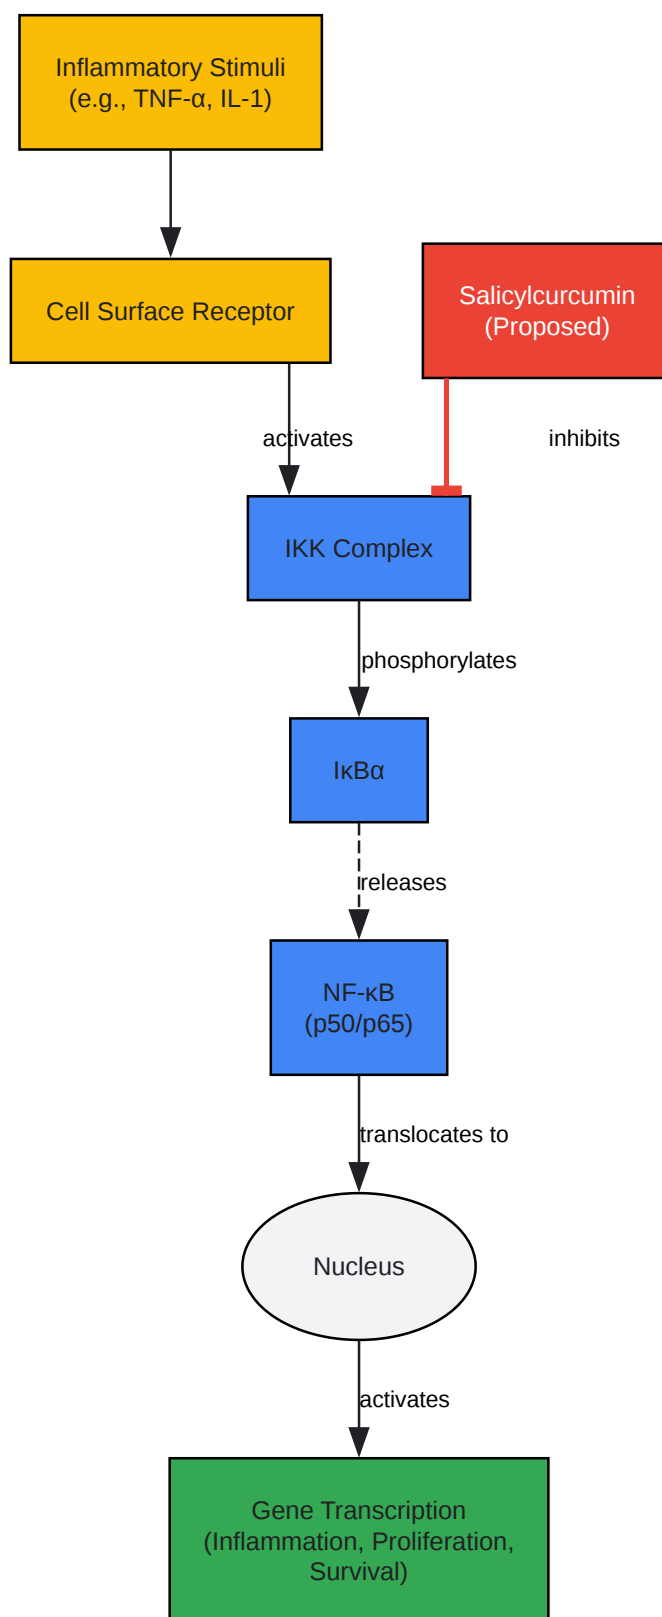 Inflammatory Stimuli
(e.g., TNF-α, IL-1)
Cell Surface Receptor
Salicylcurcumin
(Proposed)
activates
inhibits
IKK Complex
phosphorylates
IκBα
releases
NF-κB
(p50/p65)
translocates to
Nucleus
activates
Gene Transcription
(Inflammation, Proliferation,
Survival)